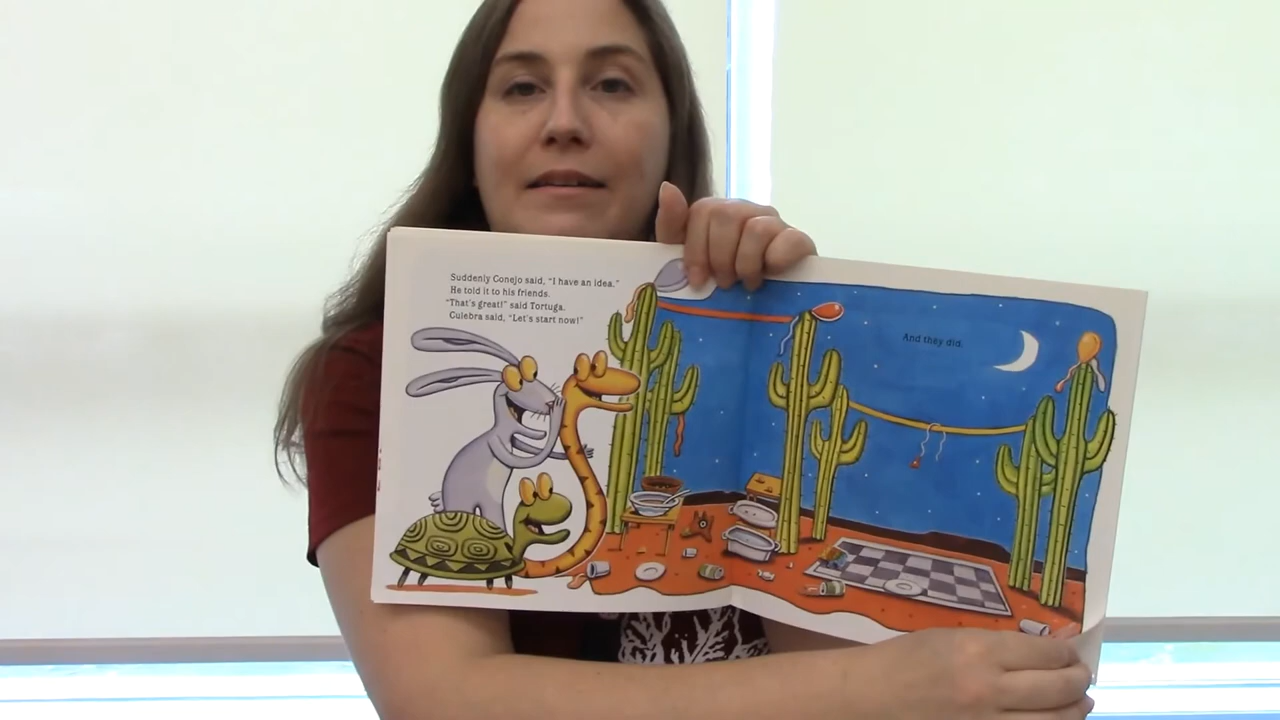 Suddenly Conejo said, "I have an idea."
He told it to his friends.
"That's great!" said Tortuga.
Culebra said, "Let's start now!"
And they did.